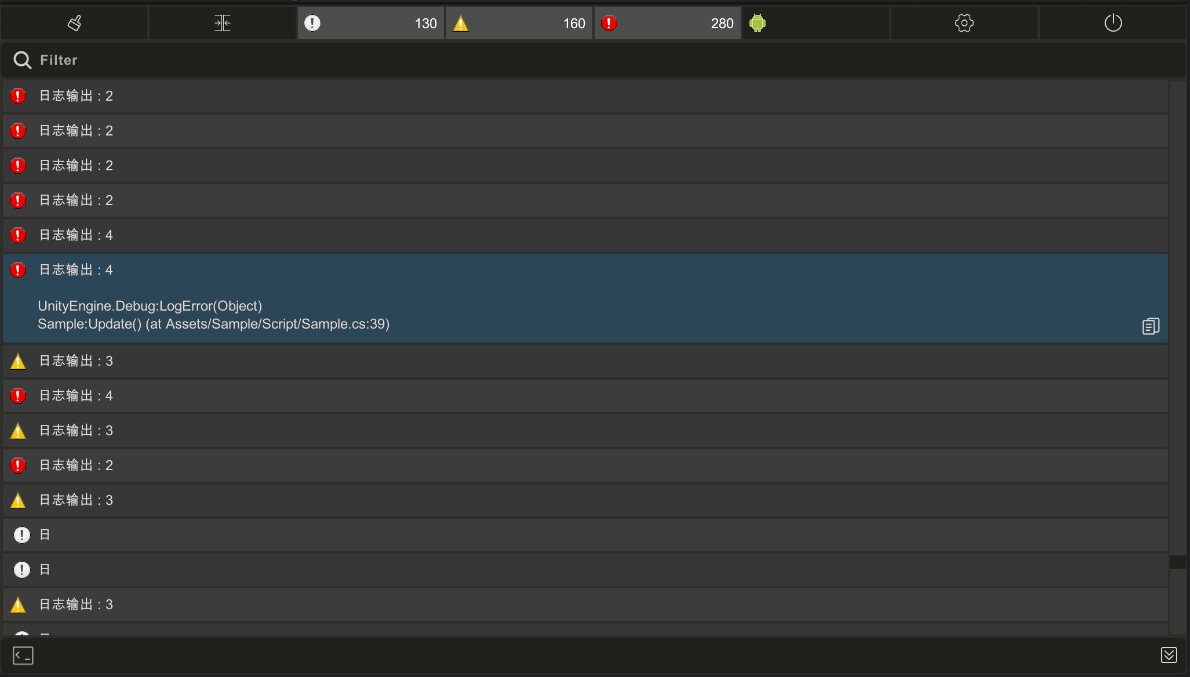 130
160
280
Filter
日志输出 : 2
日志输出 : 2
日志输出 : 2
日志输出 : 2
日志输出 : 4
日志输出 : 4
UnityEngine.Debug:LogError(Object)
Sample:Update() (at Assets/Sample/Script/Sample.cs:39)
日志输出 : 3
日志输出 : 4
日志输出 : 3
日志输出 : 2
日志输出 : 3
日
日
日志输出 : 3